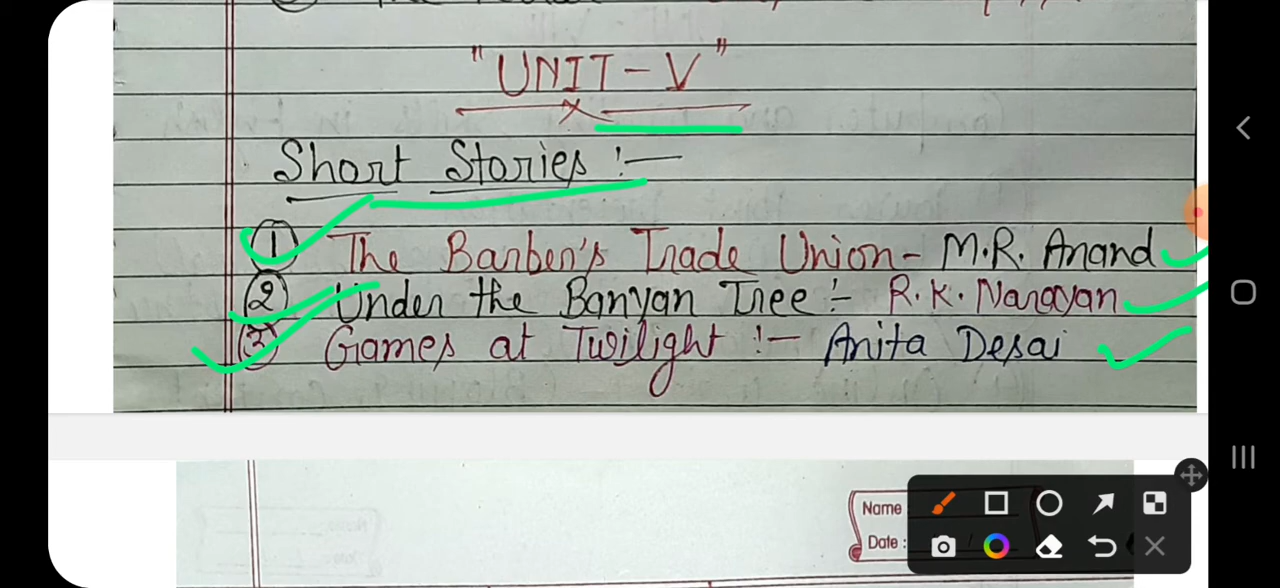 "UNIT-V"
Short Stories :-
① The Barber's Trade Union - M.R. Anand
② Under the Banyan Tree :- R.K. Narayan
③ Games at Twilight :- Anita Desai
Name
Date :